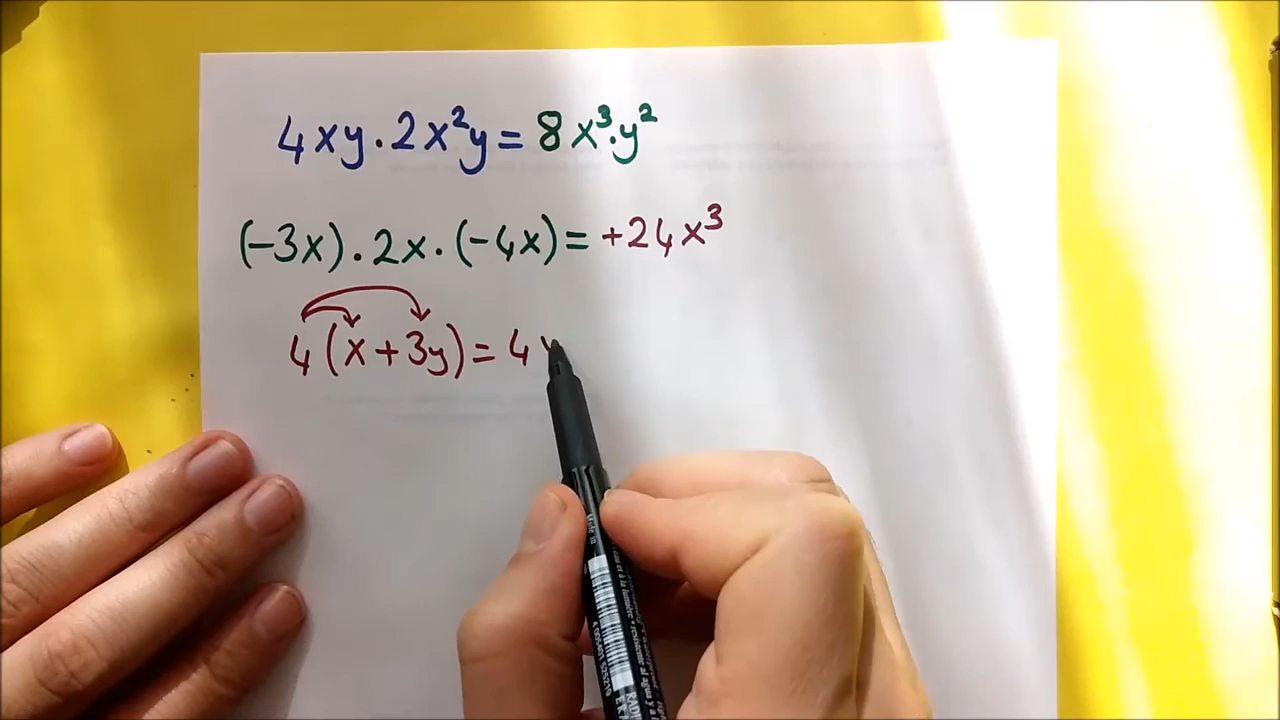 4xy · 2x²y = 8x³·y²
(-3x) · 2x · (-4x) = +24x³
4(x+3y) = 4